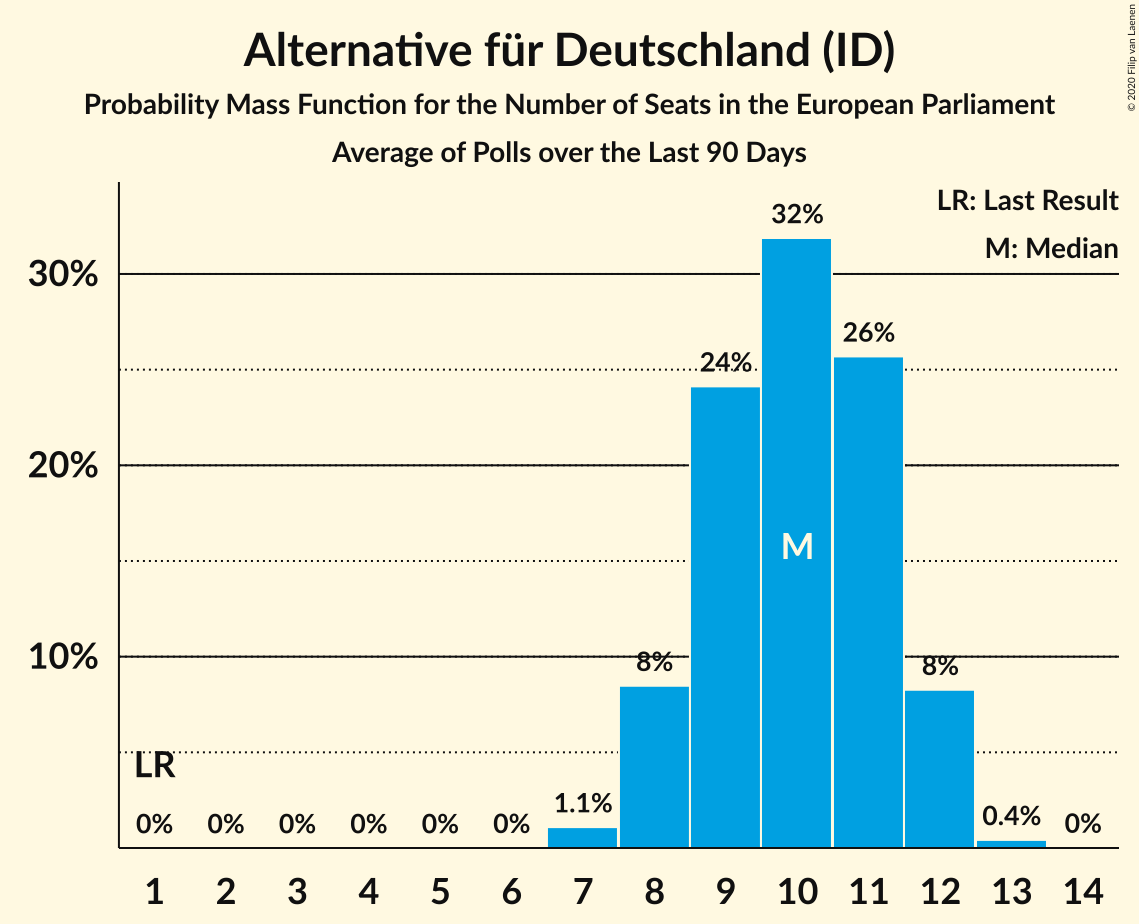 Alternative für Deutschland (ID)
Probability Mass Function for the Number of Seats in the European Parliament
Average of Polls over the Last 90 Days
© 2020 Filip van Laenen
LR: Last Result
M: Median
30%
20%
10%
32%
26%
24%
8%
8%
1.1%
0.4%
0%
0% 0% 0% 0% 0% 0%
M
LR
1 2 3 4 5 6 7 8 9 10 11 12 13 14